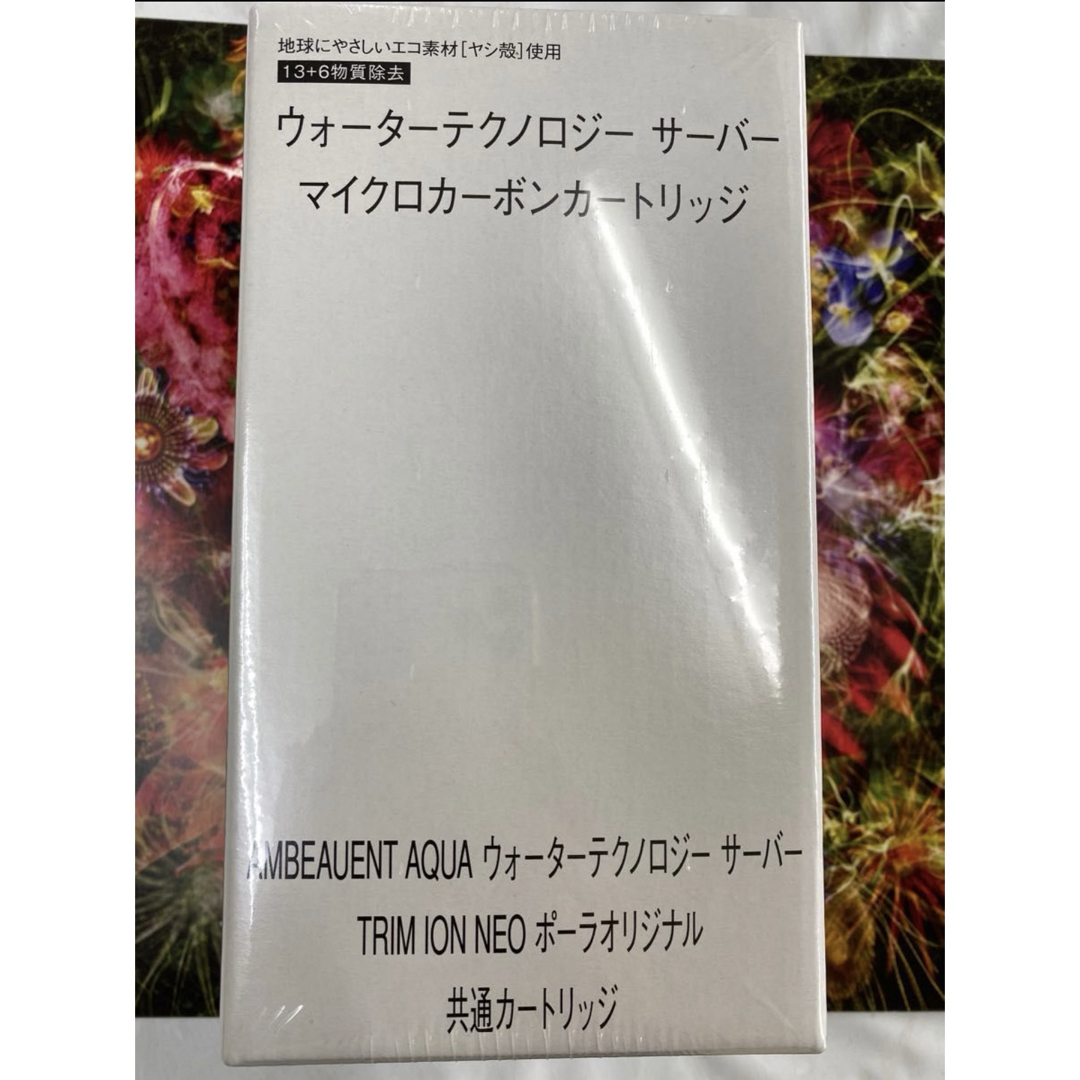 地球にやさしいエコ素材[ヤシ殻]使用
13+6物質除去
ウォーターテクノロジー サーバー
マイクロカーボンカートリッジ
AMBEAUENT AQUA ウォーターテクノロジー サーバー
TRIM ION NEO ポーラオリジナル
共通カートリッジ